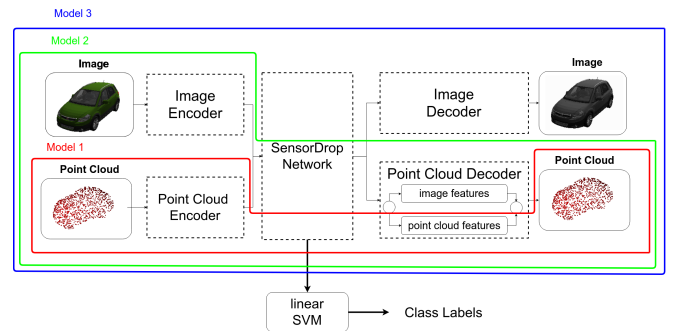 Model 3
Model 2
Image
Image
Encoder
Image
Decoder
Image
Model 1
Point Cloud
Point Cloud
Encoder
SensorDrop
Network
Point Cloud Decoder
image features
point cloud features
Point Cloud
linear
SVM
Class Labels